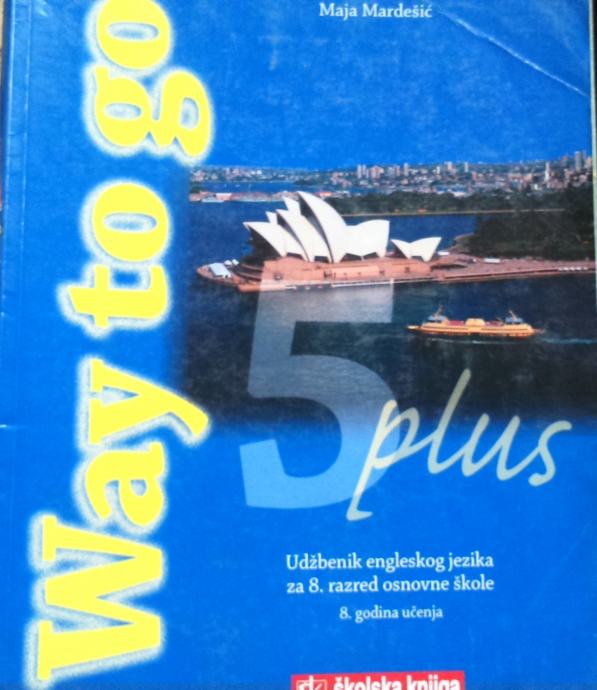 Maja Mardešić
Way to go
5 plus
Udžbenik engleskog jezika
za 8. razred osnovne škole
8. godina učenja
šk školska knjiga